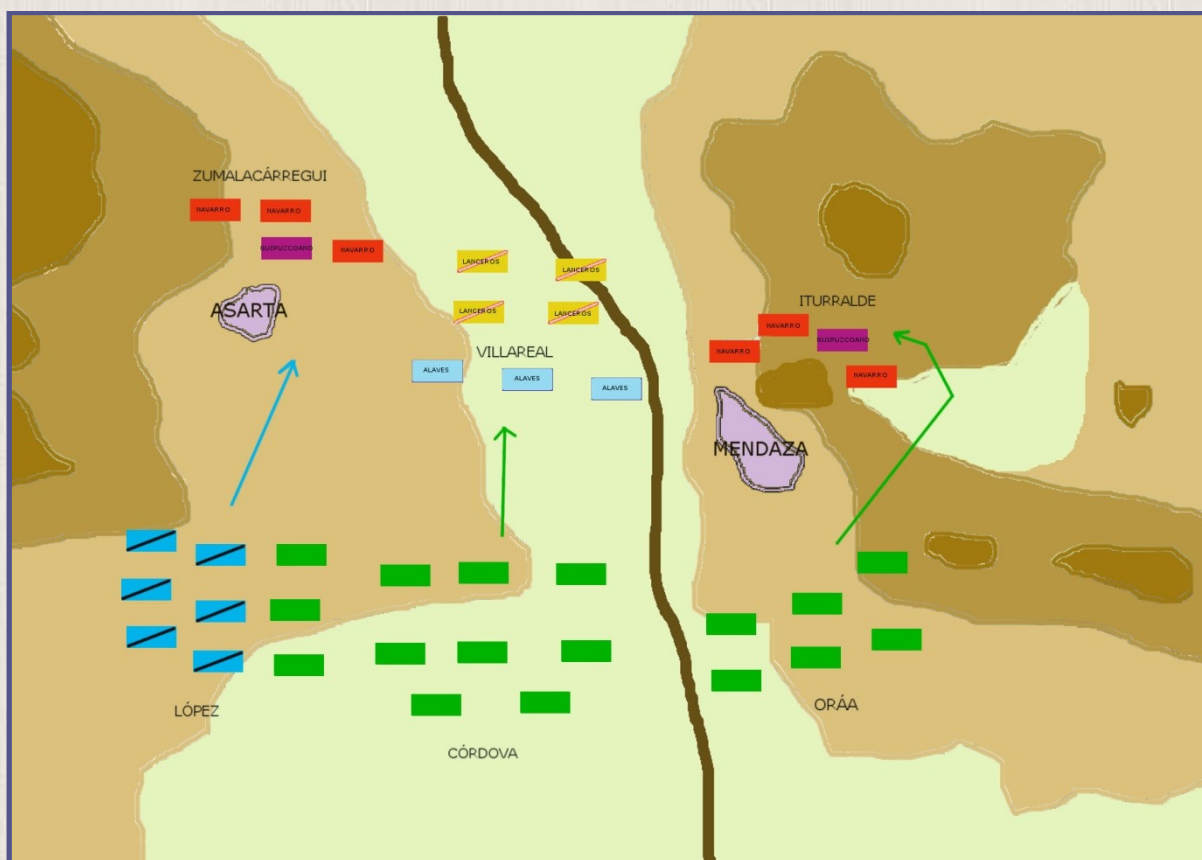 ZUMALACÁRREGUI
NAVARRO
NAVARRO
GUIPUZCOANO
NAVARRO
ASARTA
LANCEROS
LANCEROS
LANCEROS
LANCEROS
VILLAREAL
ALAVES
ALAVES
ALAVES
ITURRALDE
NAVARRO
GUIPUZCOANO
NAVARRO
NAVARRO
MENDAZA
LÓPEZ
CÓRDOVA
ORÁA